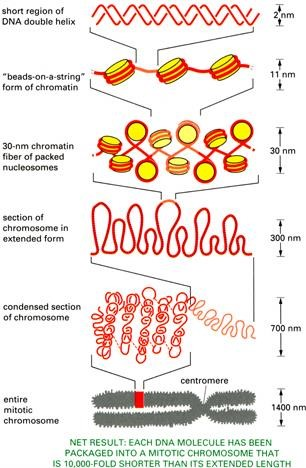 short region of
DNA double helix
2 nm
"beads-on-a-string"
form of chromatin
11 nm
30-nm chromatin
fiber of packed
nucleosomes
30 nm
section of
chromosome in
extended form
300 nm
condensed section
of chromosome
700 nm
centromere
entire
mitotic
chromosome
1400 nm
NET RESULT: EACH DNA MOLECULE HAS BEEN
PACKAGED INTO A MITOTIC CHROMOSOME THAT
IS 10,000-FOLD SHORTER THAN ITS EXTENDED LENGTH